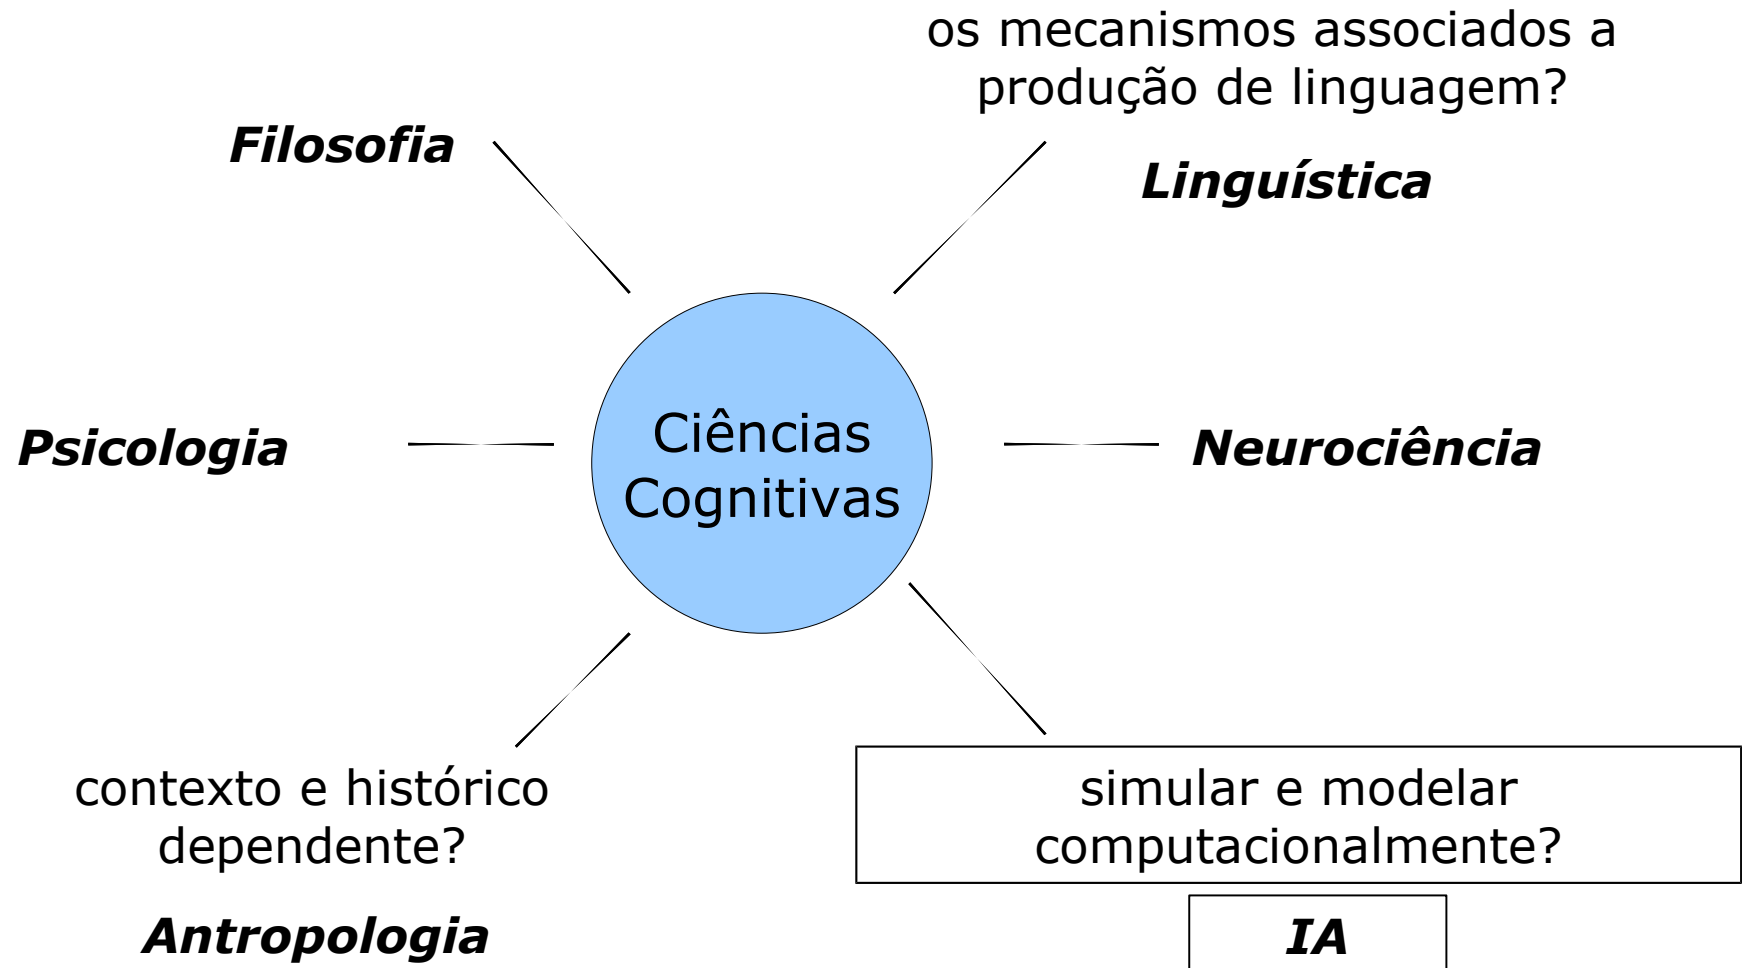 os mecanismos associados a
produção de linguagem?
Filosofia
Linguística
Ciências
Cognitivas
Psicologia
Neurociência
contexto e histórico
dependente?
Antropologia
simular e modelar
computacionalmente?
IA